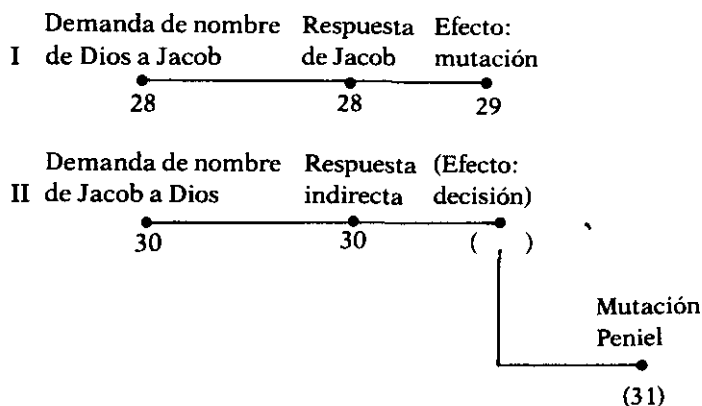 Demanda de nombre Respuesta Efecto:
I de Dios a Jacob de Jacob mutación
28 28 29
Demanda de nombre Respuesta (Efecto:
II de Jacob a Dios indirecta decisión)
30 30 ( )
Mutación
Peniel
(31)